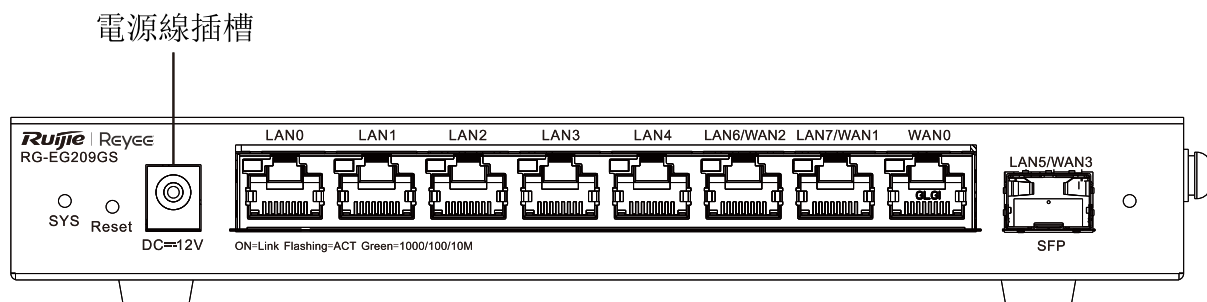 電源線插槽
Ruijie | Reyee
RG-EG209GS
LAN0 LAN1 LAN2 LAN3 LAN4 LAN6/WAN2 LAN7/WAN1 WAN0
LAN5/WAN3
GLGI
SYS Reset
DC⎓12V
SFP
ON=Link Flashing=ACT Green=1000/100/10M